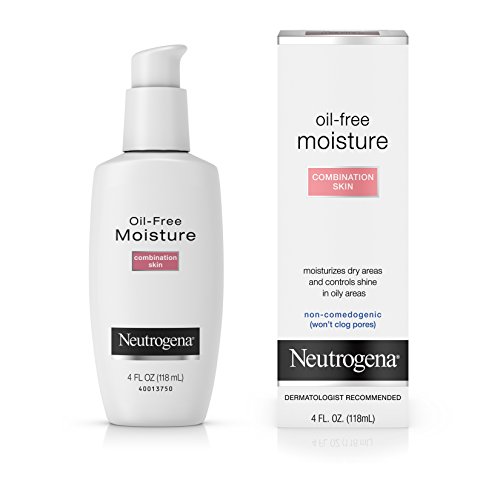 Oil-Free
Moisture
combination
skin
Neutrogena®
4 FL OZ (118 mL)
40013750
oil-free
moisture
COMBINATION
SKIN
moisturizes dry areas
and controls shine
in oily areas
non-comedogenic
(won't clog pores)
Neutrogena®
DERMATOLOGIST RECOMMENDED
4 FL. OZ. (118mL)